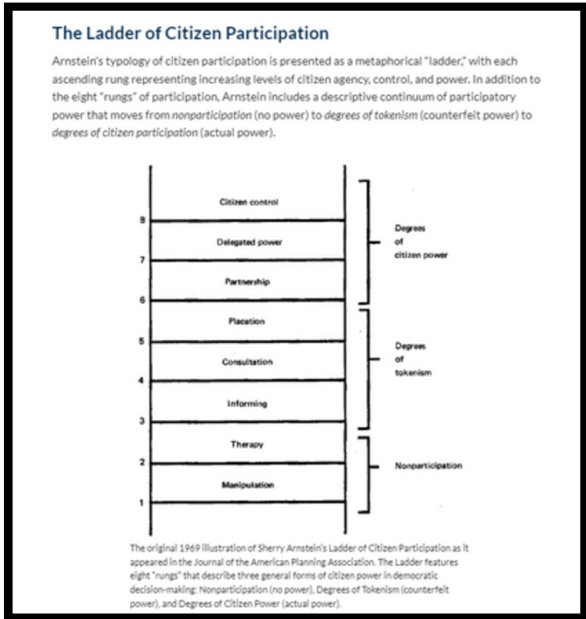 The Ladder of Citizen Participation
Arnstein's typology of citizen participation is presented as a metaphorical "ladder," with each
ascending rung representing increasing levels of citizen agency, control, and power. In addition to
the eight "rungs" of participation, Arnstein includes a descriptive continuum of participatory
power that moves from nonparticipation (no power) to degrees of tokenism (counterfeit power) to
degrees of citizen participation (actual power).
Citizen control
8
Degrees
of
citizen power
Delegated power
7
Partnership
6
Placation
5
Degrees
of
tokenism
Consultation
4
Informing
3
Therapy
2
Nonparticipation
Manipulation
1
The original 1969 illustration of Sherry Arnstein's Ladder of Citizen Participation as it
appeared in the Journal of the American Planning Association. The Ladder features
eight "rungs" that describe three general forms of citizen power in democratic
decision-making: Nonparticipation (no power), Degrees of Tokenism (counterfeit
power), and Degrees of Citizen Power (actual power).